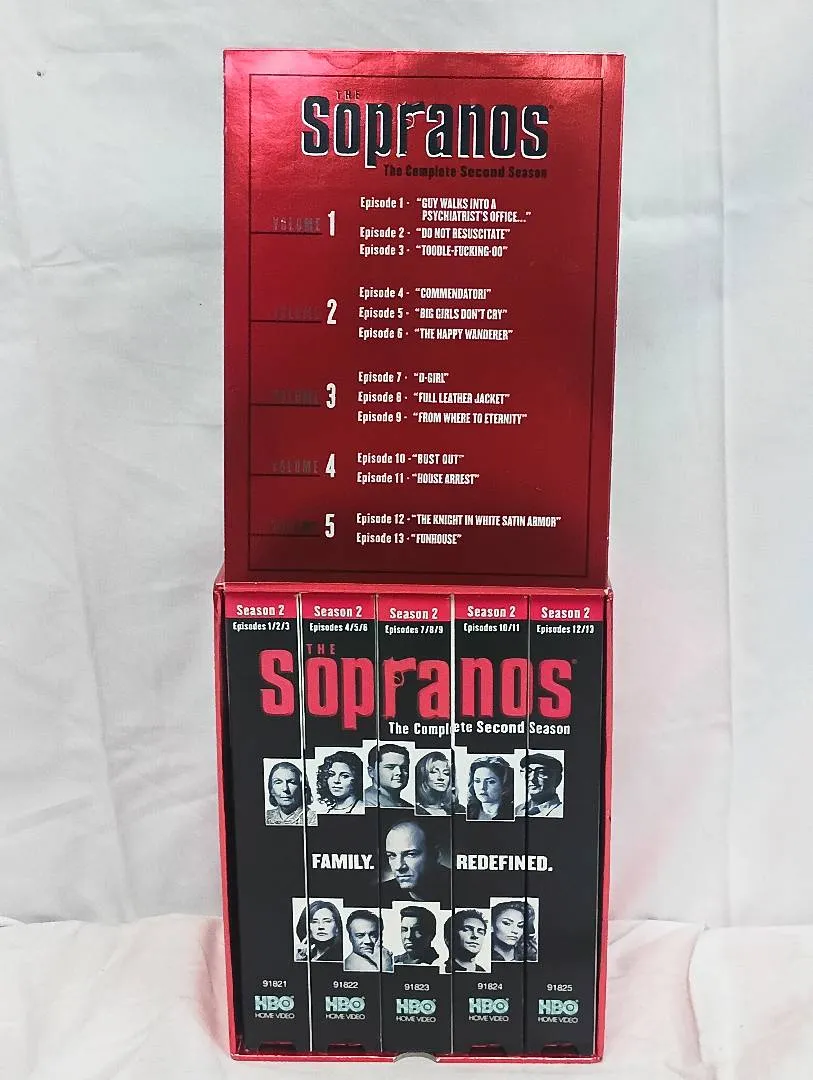 THE
Sopranos
The Complete Second Season
VOLUME 1
Episode 1 - "GUY WALKS INTO A
PSYCHIATRIST'S OFFICE..."
Episode 2 - "DO NOT RESUSCITATE"
Episode 3 - "TOODLE-FUCKING-OO"
VOLUME 2
Episode 4 - "COMMENDATORI"
Episode 5 - "BIG GIRLS DON'T CRY"
Episode 6 - "THE HAPPY WANDERER"
VOLUME 3
Episode 7 - "D-GIRL"
Episode 8 - "FULL LEATHER JACKET"
Episode 9 - "FROM WHERE TO ETERNITY"
VOLUME 4
Episode 10 - "BUST OUT"
Episode 11 - "HOUSE ARREST"
VOLUME 5
Episode 12 - "THE KNIGHT IN WHITE SATIN ARMOR"
Episode 13 - "FUNHOUSE"
Season 2 Season 2 Season 2 Season 2 Season 2
Episodes 1/2/3 Episodes 4/5/6 Episodes 7/8/9 Episodes 10/11 Episodes 12/13
THE
Sopranos®
The Complete Second Season
FAMILY. REDEFINED.
91821 91822 91823 91824 91825
HBO HBO HBO HBO HBO
HOME VIDEO HOME VIDEO HOME VIDEO HOME VIDEO HOME VIDEO